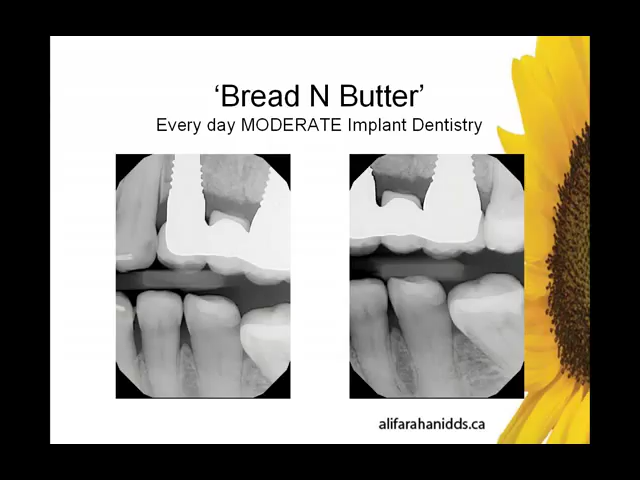 ‘Bread N Butter’
Every day MODERATE Implant Dentistry
alifarahanidds.ca